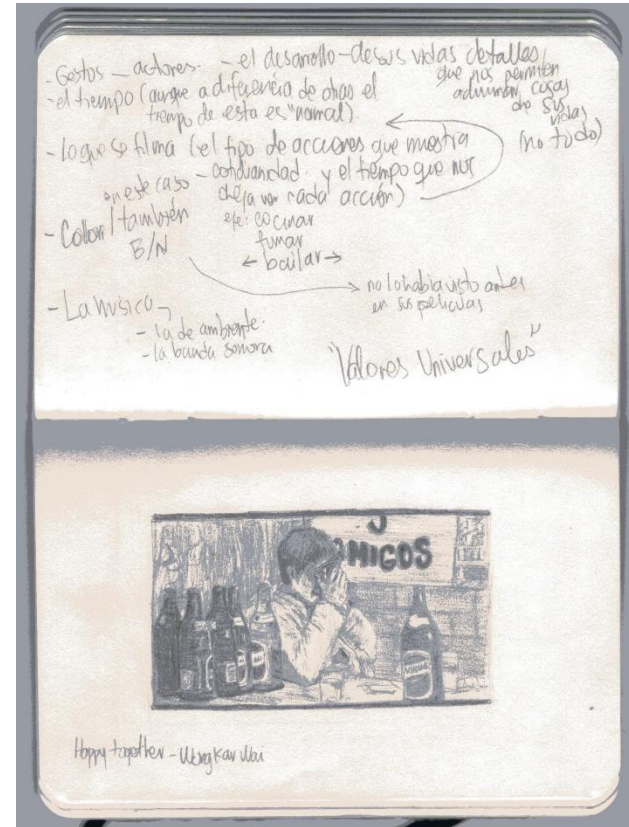 - Gestos — actores. - el desarrollo - de sus vidas detalles
que nos permiten
adivinar cosas
de sus
vidas
(no todo)
- el tiempo (aunque a diferencia de otras el
tiempo de esta es "normal")
- lo que se filma (el tipo de acciones que muestra
- cotidianidad. y el tiempo que nos
deja ver cada acción)
eje: cocinar
fumar
← bailar →
en este caso
- Color / también
B/N
no lo había visto antes
en sus películas
- La música
- la de ambiente.
- la banda sonora
"Valores Universales"
AMIGOS
Happy together - Wong Kar Wai